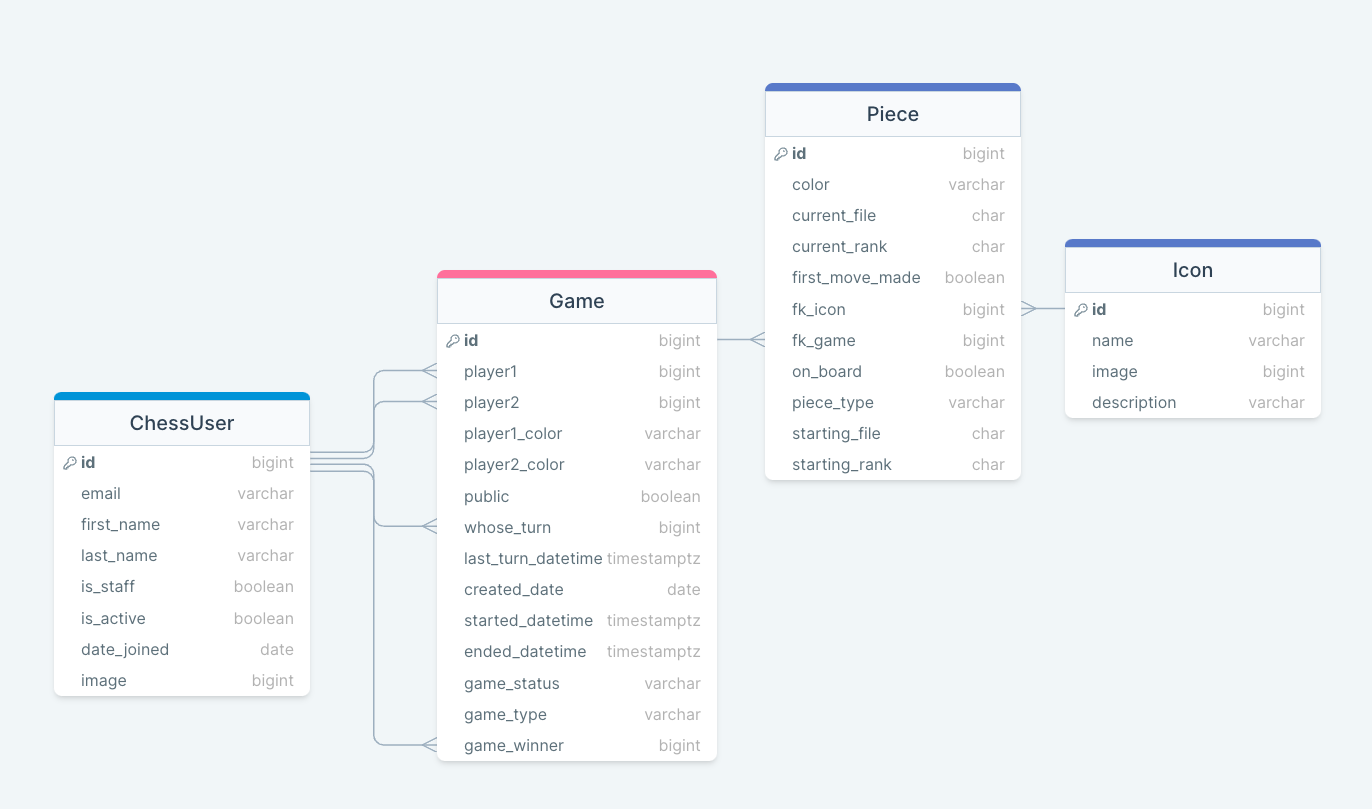 ChessUser
id bigint
email varchar
first_name varchar
last_name varchar
is_staff boolean
is_active boolean
date_joined date
image bigint
Game
id bigint
player1 bigint
player2 bigint
player1_color varchar
player2_color varchar
public boolean
whose_turn bigint
last_turn_datetime timestamptz
created_date date
started_datetime timestamptz
ended_datetime timestamptz
game_status varchar
game_type varchar
game_winner bigint
Piece
id bigint
color varchar
current_file char
current_rank char
first_move_made boolean
fk_icon bigint
fk_game bigint
on_board boolean
piece_type varchar
starting_file char
starting_rank char
Icon
id bigint
name varchar
image bigint
description varchar